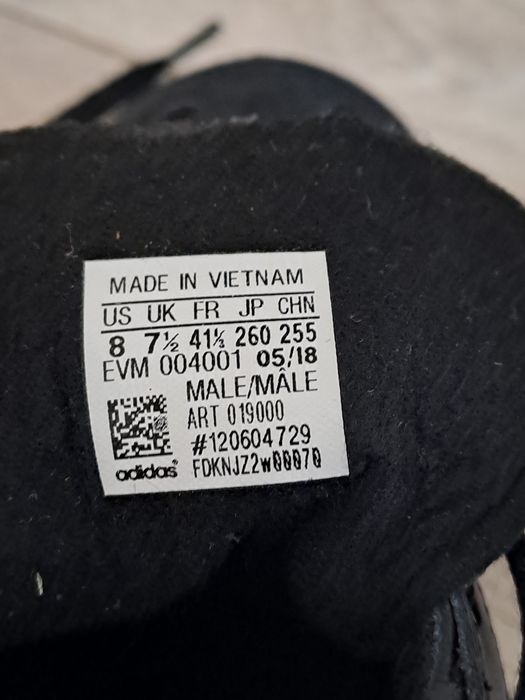 MADE IN VIETNAM
US UK FR JP CHN
8 7½ 41⅓ 260 255
EVM 004001 05/18
MALE/MÂLE
ART 019000
#120604729
adidas FDKNJZ2W00070